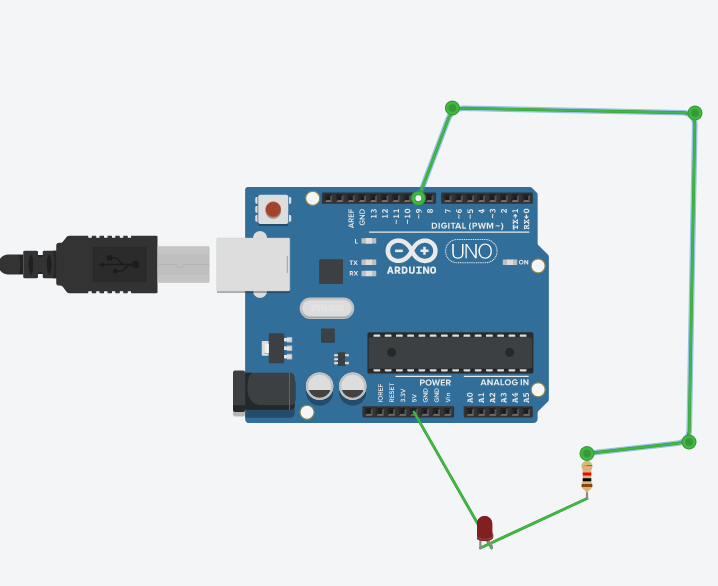 AREF
GND
13
12
~11
~10
~9
8
7
~6
~5
4
~3
2
TX→1
RX←0
DIGITAL (PWM~)
L
TX
RX
UNO
ON
ARDUINO
POWER
ANALOG IN
IOREF
RESET
3.3V
5V
GND
GND
Vin
A0
A1
A2
A3
A4
A5